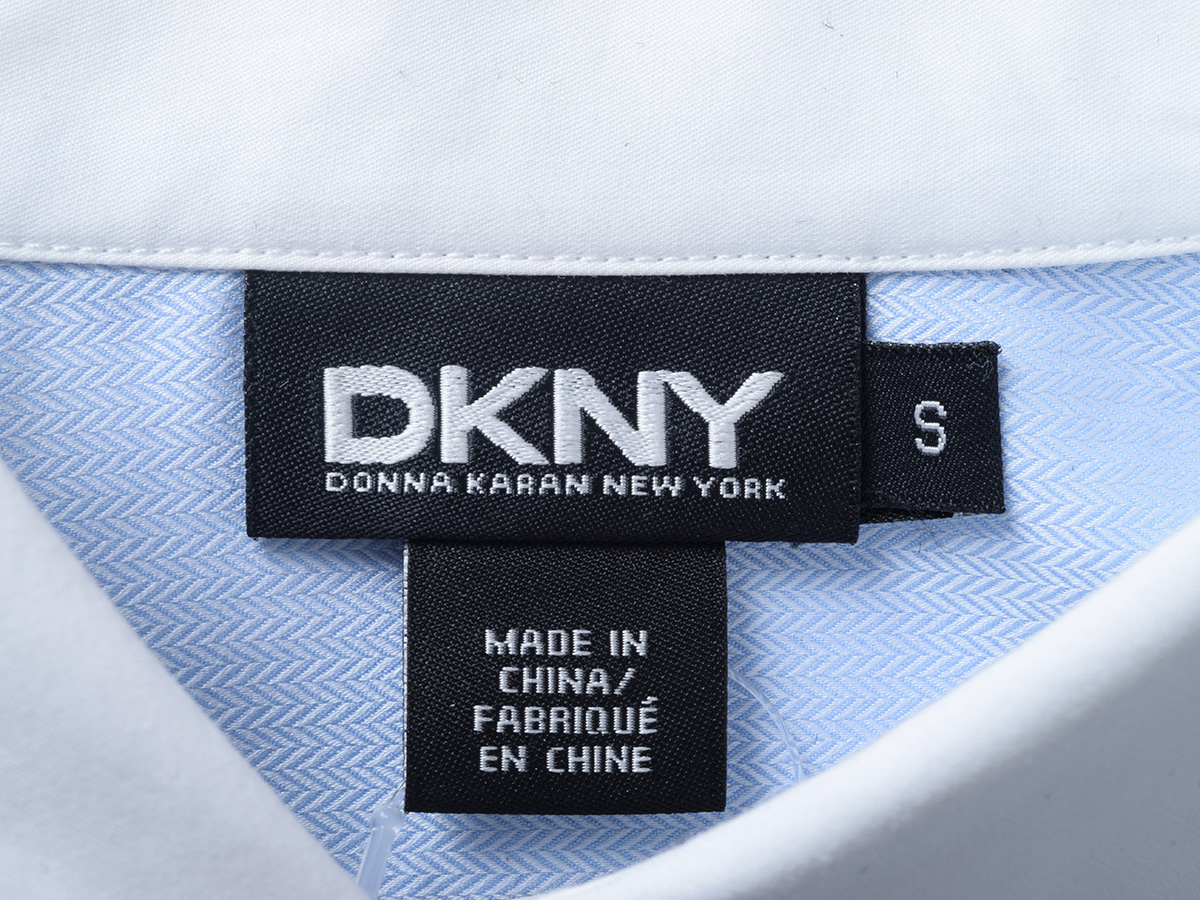 DKNY
DONNA KARAN NEW YORK
S
MADE IN
CHINA/
FABRIQUÉ
EN CHINE